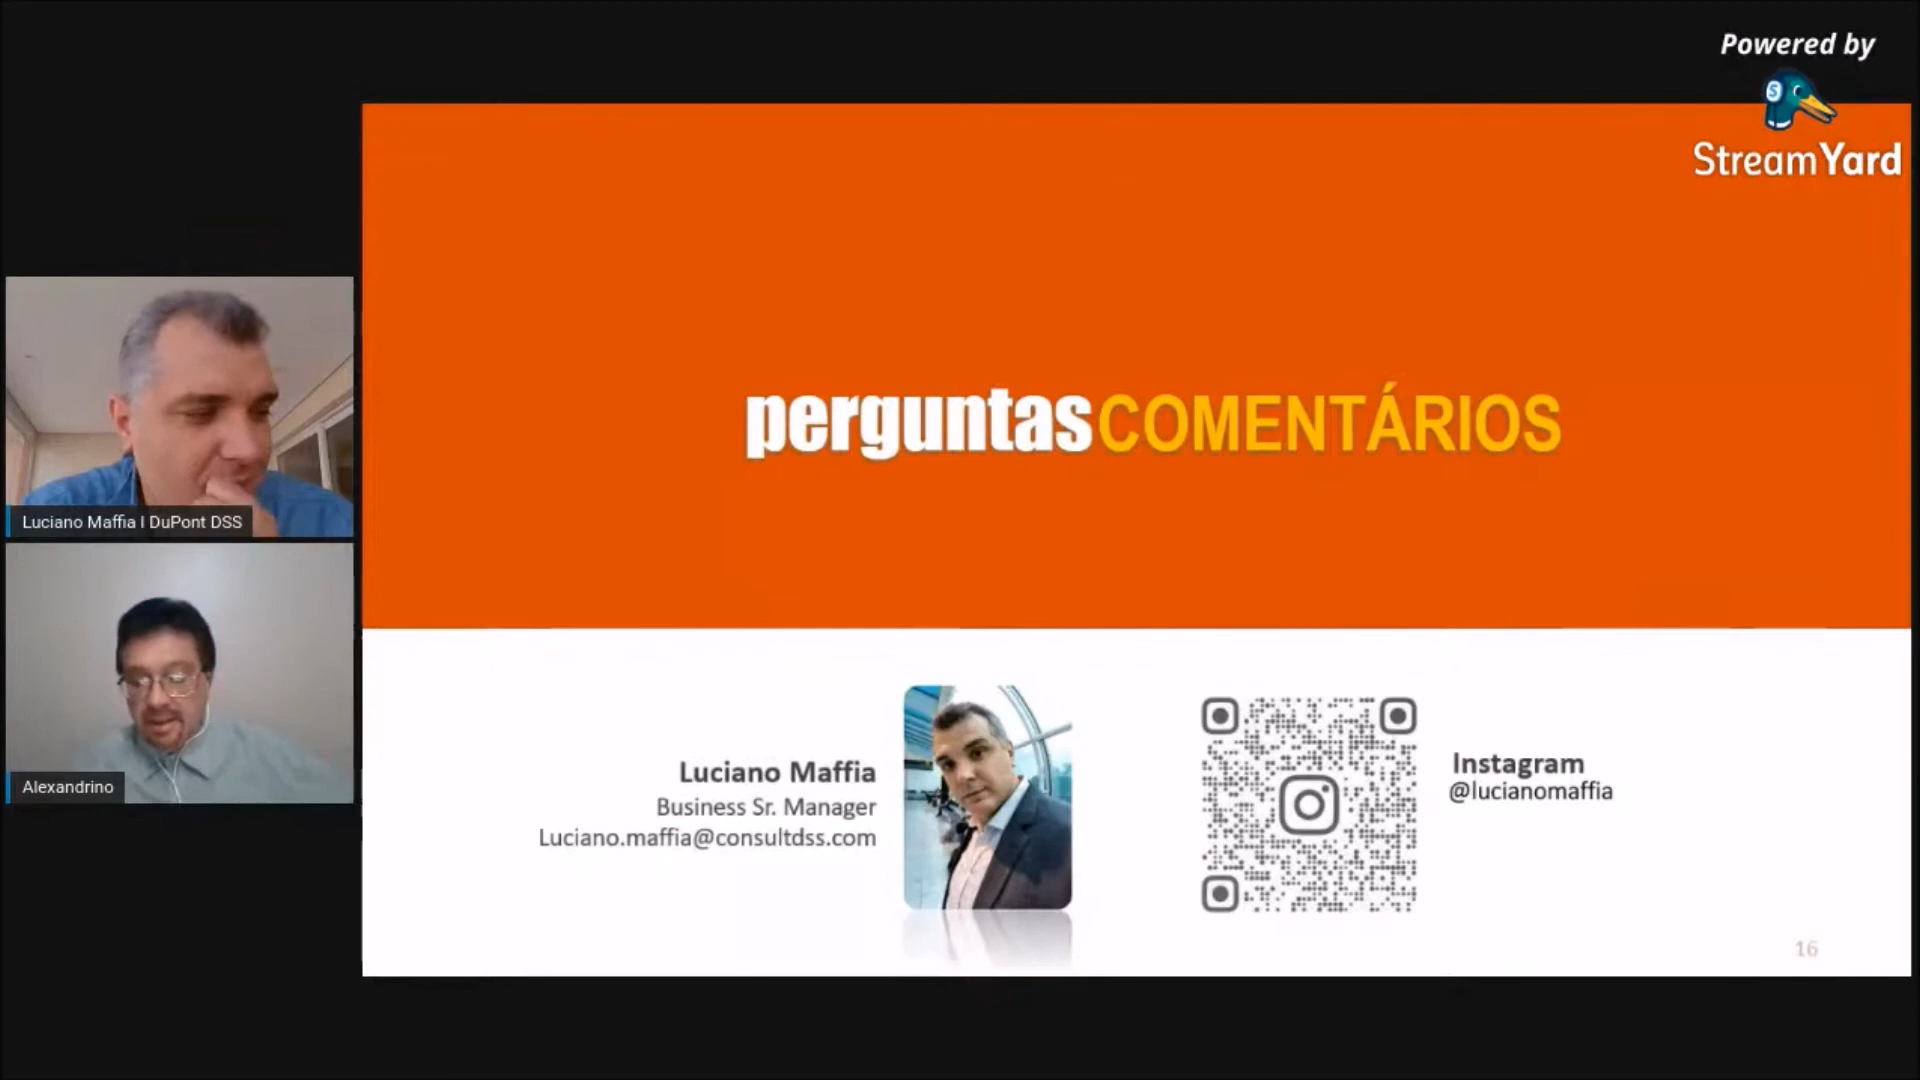 Powered by
StreamYard
perguntasCOMENTÁRIOS
Luciano Maffia I DuPont DSS
Alexandrino
Luciano Maffia
Business Sr. Manager
Luciano.maffia@consultdss.com
Instagram
@lucianomaffia
16